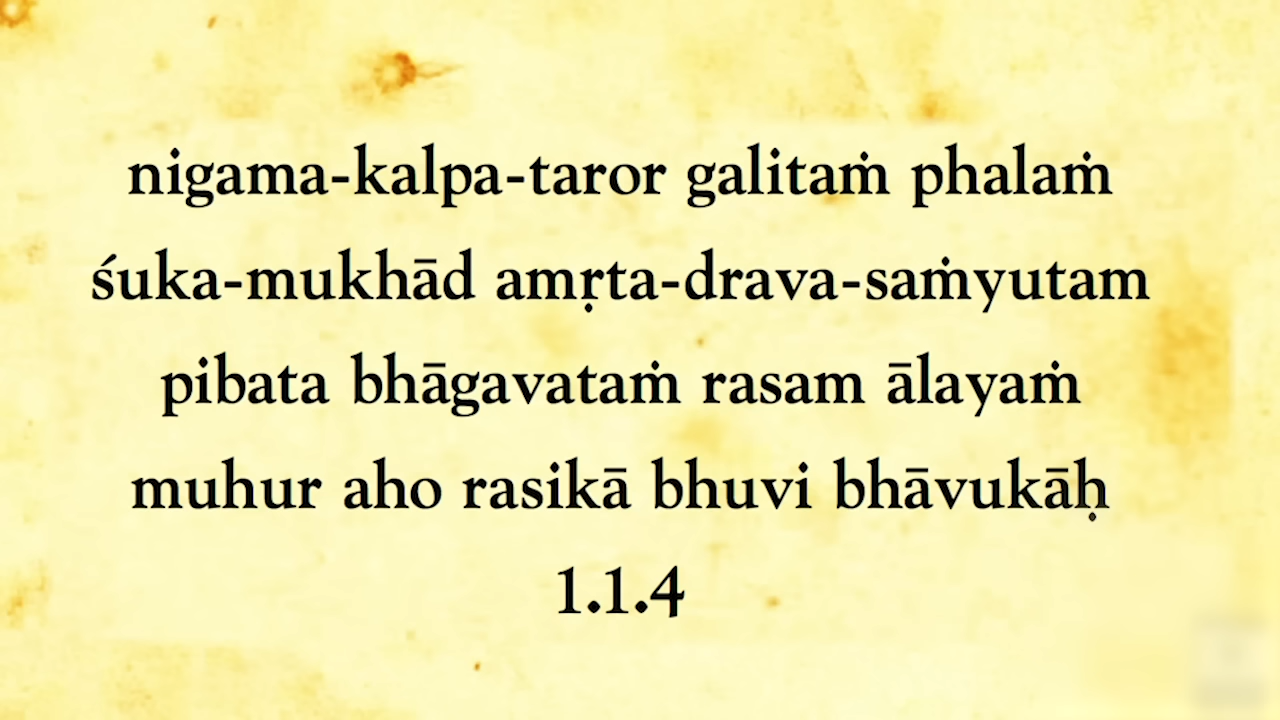 nigama-kalpa-taror galitaṁ phalaṁ
śuka-mukhād amṛta-drava-saṁyutam
pibata bhāgavataṁ rasam ālayaṁ
muhur aho rasikā bhuvi bhāvukāḥ
1.1.4